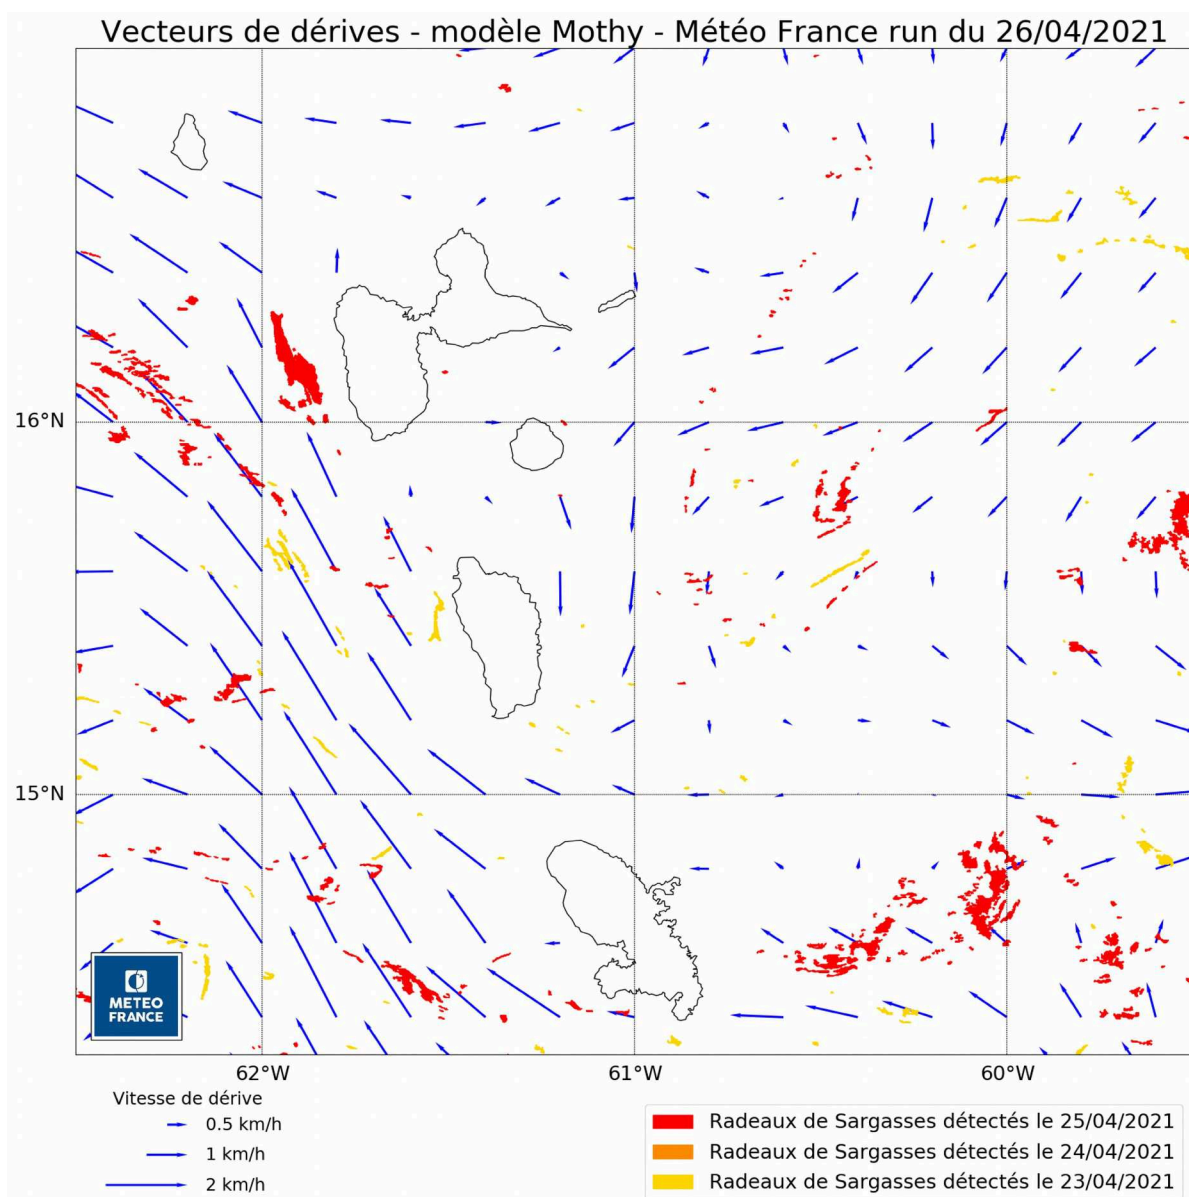 Vecteurs de dérives - modèle Mothy - Météo France run du 26/04/2021
16°N
15°N
METEO
FRANCE
62°W
61°W
60°W
Vitesse de dérive
0.5 km/h
1 km/h
2 km/h
Radeaux de Sargasses détectés le 25/04/2021
Radeaux de Sargasses détectés le 24/04/2021
Radeaux de Sargasses détectés le 23/04/2021